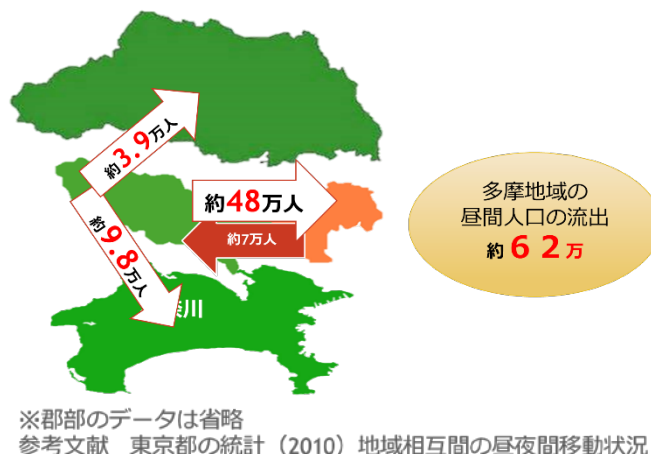 約3.9万人
約48万人
約7万人
約9.8万人
川
多摩地域の
昼間人口の流出
約６２万
※郡部のデータは省略
参考文献　東京都の統計（2010）地域相互間の昼夜間移動状況